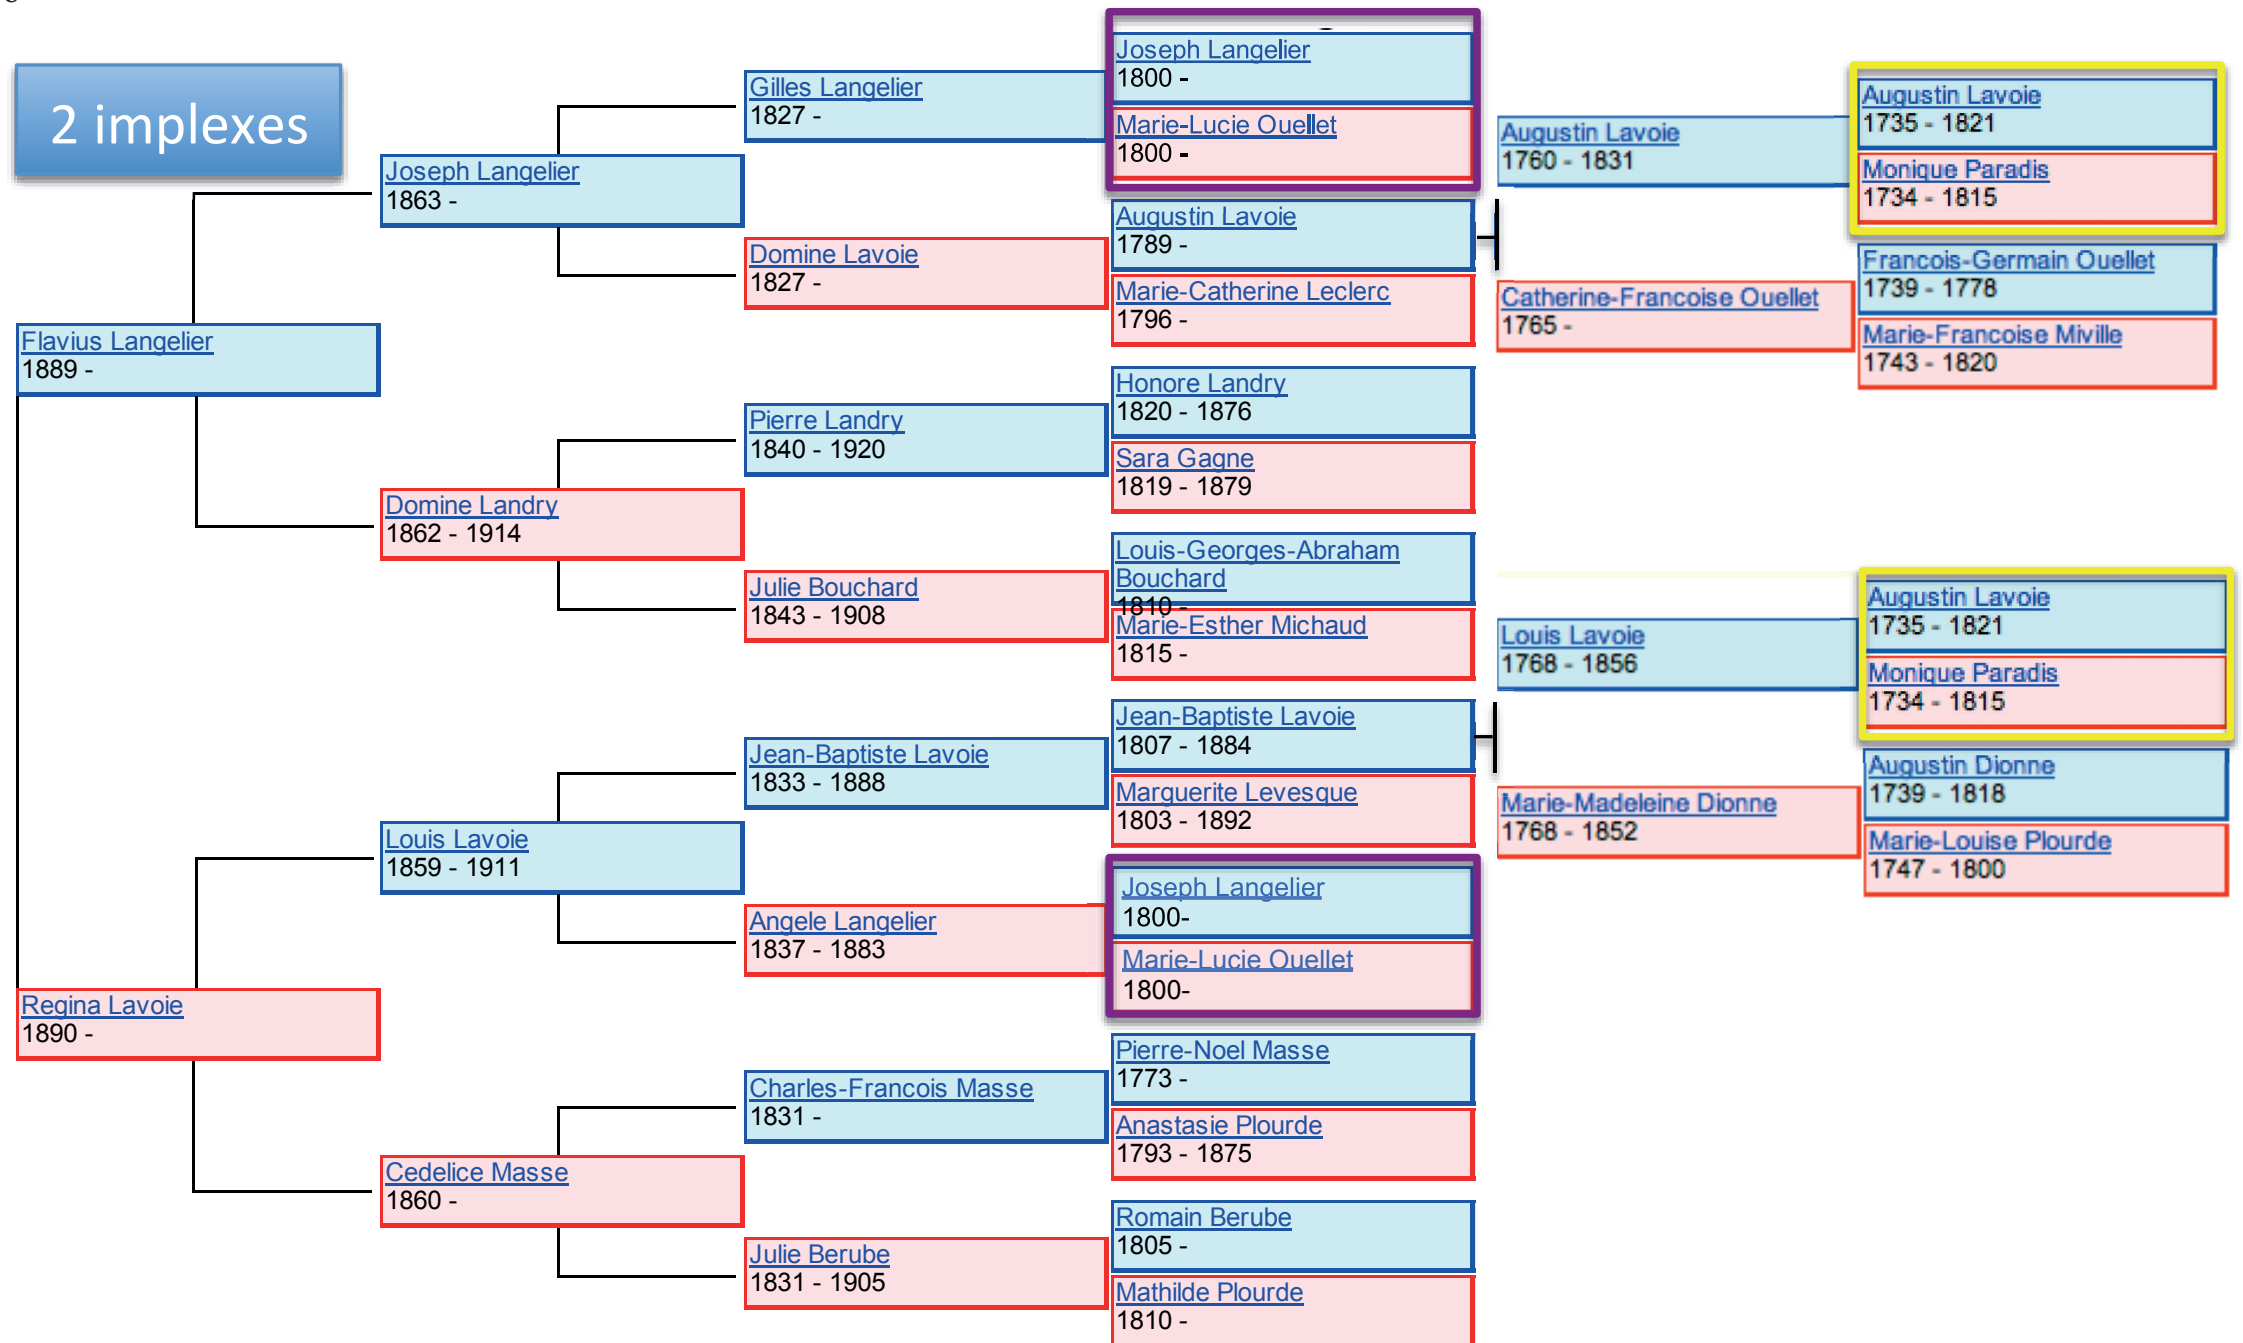 2 implexes
Flavius Langelier
1889 -
Regina Lavoie
1890 -
Joseph Langelier
1863 -
Domine Landry
1862 - 1914
Louis Lavoie
1859 - 1911
Cedelice Masse
1860 -
Gilles Langelier
1827 -
Domine Lavoie
1827 -
Pierre Landry
1840 - 1920
Julie Bouchard
1843 - 1908
Jean-Baptiste Lavoie
1833 - 1888
Angele Langelier
1837 - 1883
Charles-Francois Masse
1831 -
Julie Berube
1831 - 1905
Joseph Langelier
1800 -
Marie-Lucie Ouellet
1800 -
Augustin Lavoie
1789 -
Marie-Catherine Leclerc
1796 -
Honore Landry
1820 - 1876
Sara Gagne
1819 - 1879
Louis-Georges-Abraham
Bouchard
1810 -
Marie-Esther Michaud
1815 -
Jean-Baptiste Lavoie
1807 - 1884
Marguerite Levesque
1803 - 1892
Joseph Langelier
1800-
Marie-Lucie Ouellet
1800-
Pierre-Noel Masse
1773 -
Anastasie Plourde
1793 - 1875
Romain Berube
1805 -
Mathilde Plourde
1810 -
Augustin Lavoie
1760 - 1831
Catherine-Francoise Ouellet
1765 -
Louis Lavoie
1768 - 1856
Marie-Madeleine Dionne
1768 - 1852
Augustin Lavoie
1735 - 1821
Monique Paradis
1734 - 1815
Francois-Germain Ouellet
1739 - 1778
Marie-Francoise Miville
1743 - 1820
Augustin Lavoie
1735 - 1821
Monique Paradis
1734 - 1815
Augustin Dionne
1739 - 1818
Marie-Louise Plourde
1747 - 1800